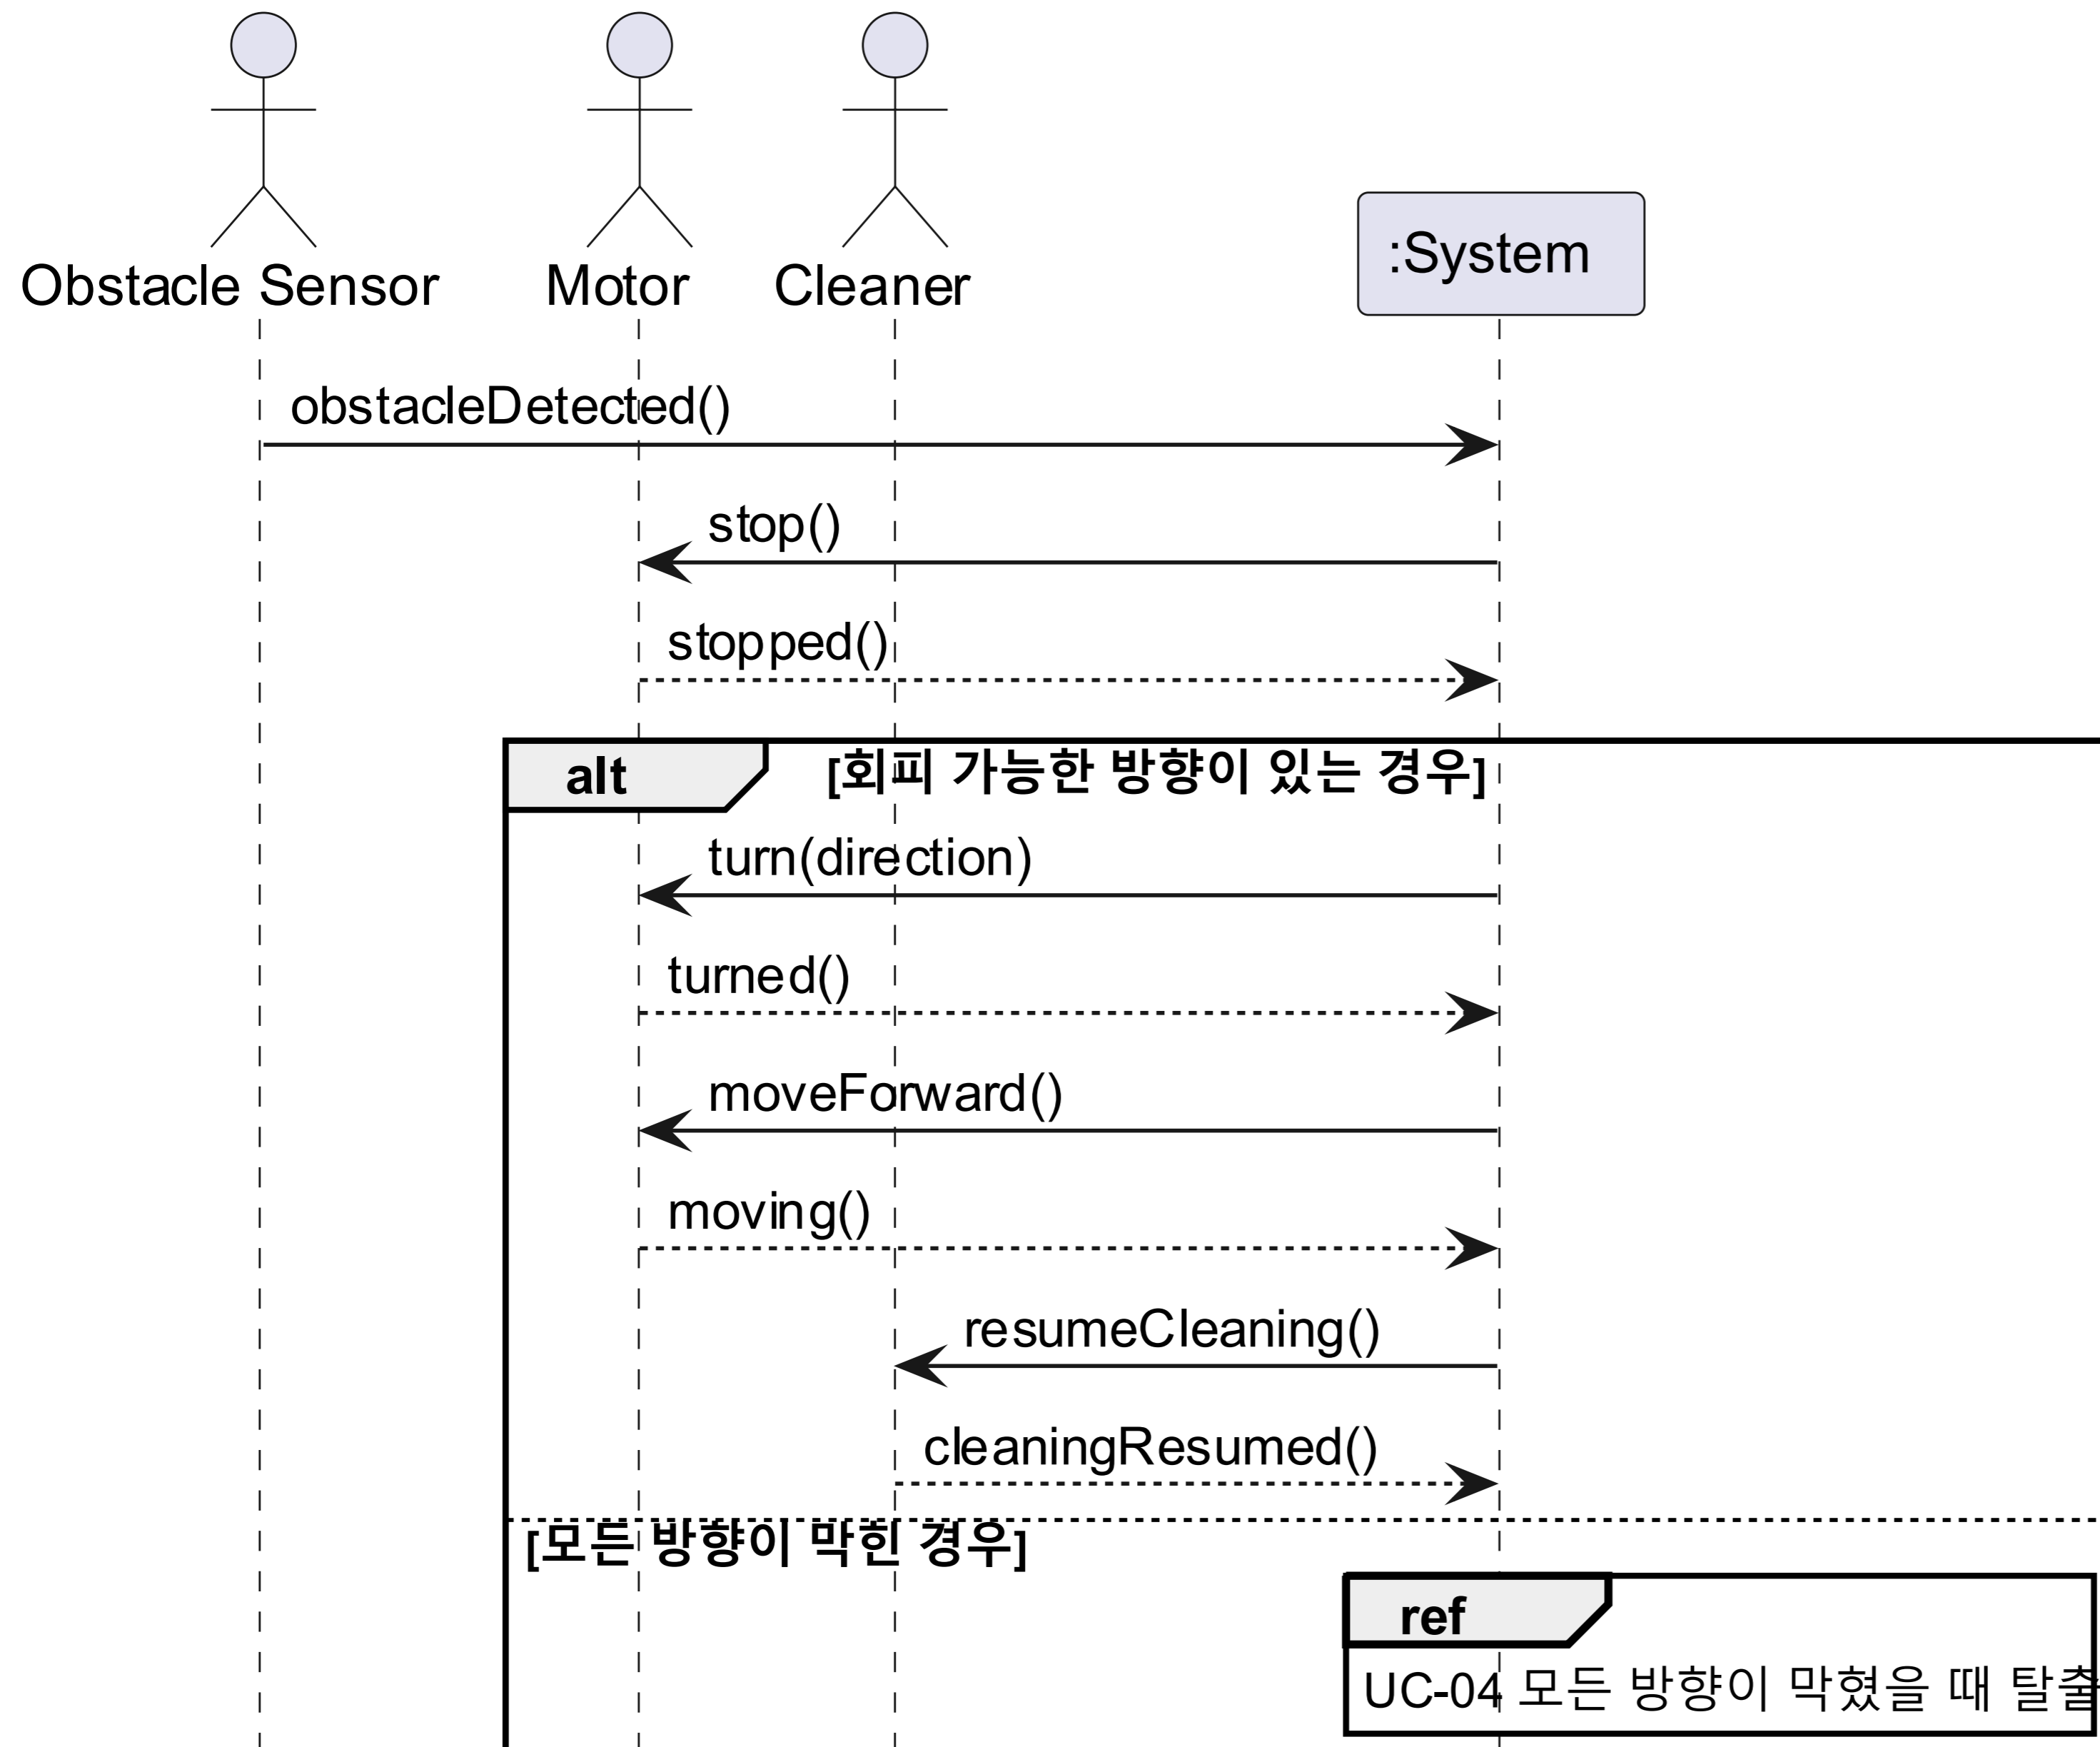 Obstacle Sensor
Motor
Cleaner
:System
obstacleDetected()
stop()
stopped()
alt
[회피 가능한 방향이 있는 경우]
turn(direction)
turned()
moveForward()
moving()
resumeCleaning()
cleaningResumed()
[모든 방향이 막힌 경우]
ref
UC-04 모든 방향이 막혔을 때 탈출